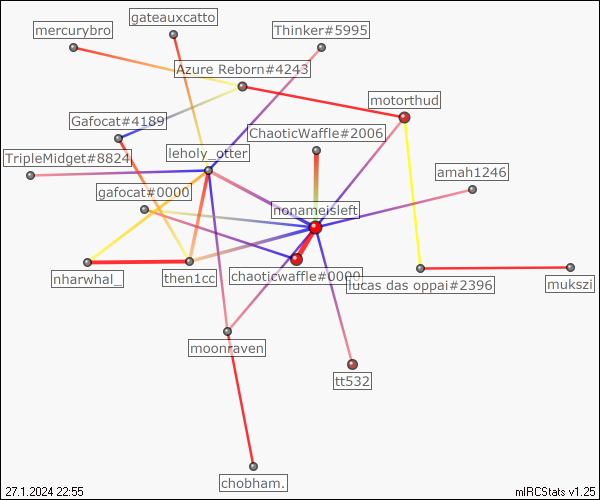 gateauxcatto
mercurybro
Thinker#5995
Azure Reborn#4243
motorthud
Gafocat#4189
ChaoticWaffle#2006
TripleMidget#8824
leholy_otter
amah1246
gafocat#0000
nonameisleft
nharwhal_
then1cc
chaoticwaffle#0000
lucas das oppai#2396
mukszi
moonraven
tt532
chobham.
27.1.2024 22:55
mIRCStats v1.25